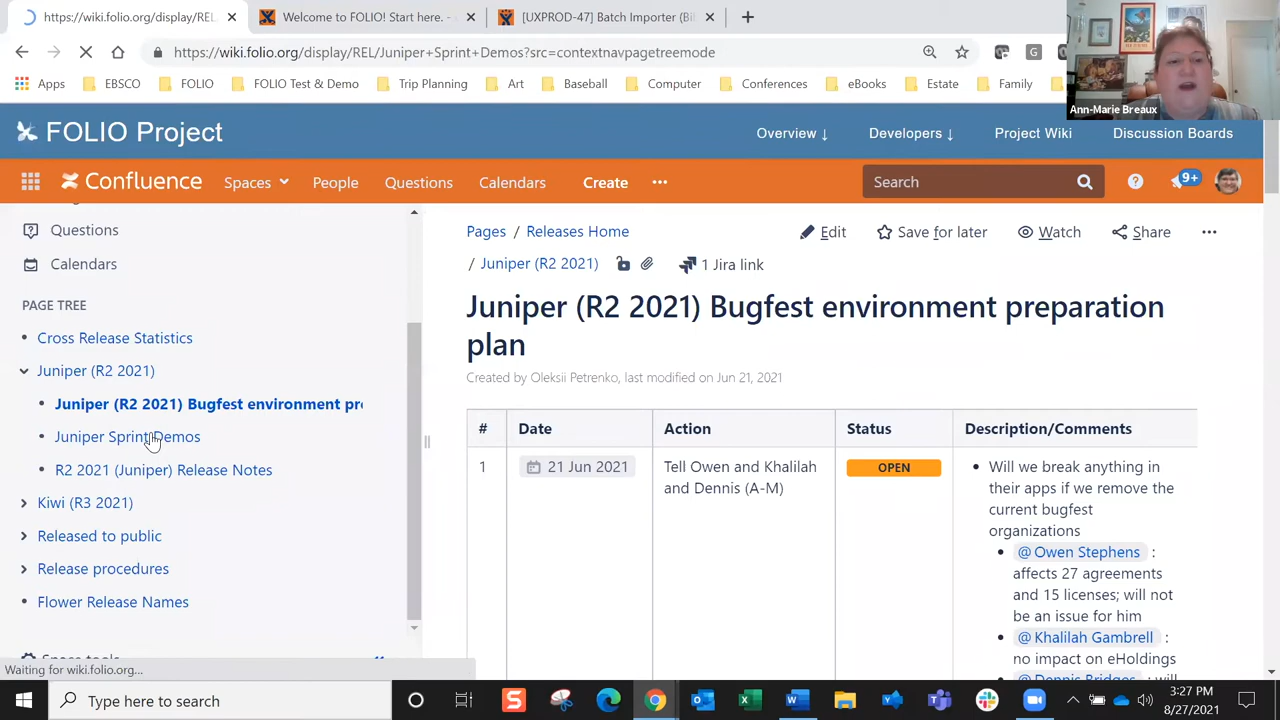 https://wiki.folio.org/display/REL
Welcome to FOLIO! Start here. -
[UXPROD-47] Batch Importer (Bi
https://wiki.folio.org/display/REL/Juniper+Sprint+Demos?src=contextnavpagetreemode
Apps EBSCO FOLIO FOLIO Test & Demo Trip Planning Art Baseball Computer Conferences eBooks Estate Family
Ann-Marie Breaux
FOLIO Project Overview ↓ Developers ↓ Project Wiki Discussion Boards
Confluence Spaces People Questions Calendars Create ••• Search 9+
Questions
Calendars
PAGE TREE
Cross Release Statistics
Juniper (R2 2021)
Juniper (R2 2021) Bugfest environment pre
Juniper Sprint Demos
R2 2021 (Juniper) Release Notes
Kiwi (R3 2021)
Released to public
Release procedures
Flower Release Names
Space tools
Waiting for wiki.folio.org...
Pages / Releases Home Edit Save for later Watch Share
/ Juniper (R2 2021) 1 Jira link
Juniper (R2 2021) Bugfest environment preparation
plan
Created by Oleksii Petrenko, last modified on Jun 21, 2021
# Date Action Status Description/Comments
1 21 Jun 2021 Tell Owen and Khalilah OPEN • Will we break anything in
and Dennis (A-M) their apps if we remove the
current bugfest
organizations
• @Owen Stephens :
affects 27 agreements
and 15 licenses; will not
be an issue for him
• @Khalilah Gambrell :
no impact on eHoldings
• @Dennis Bridges : will
Type here to search
3:27 PM
8/27/2021